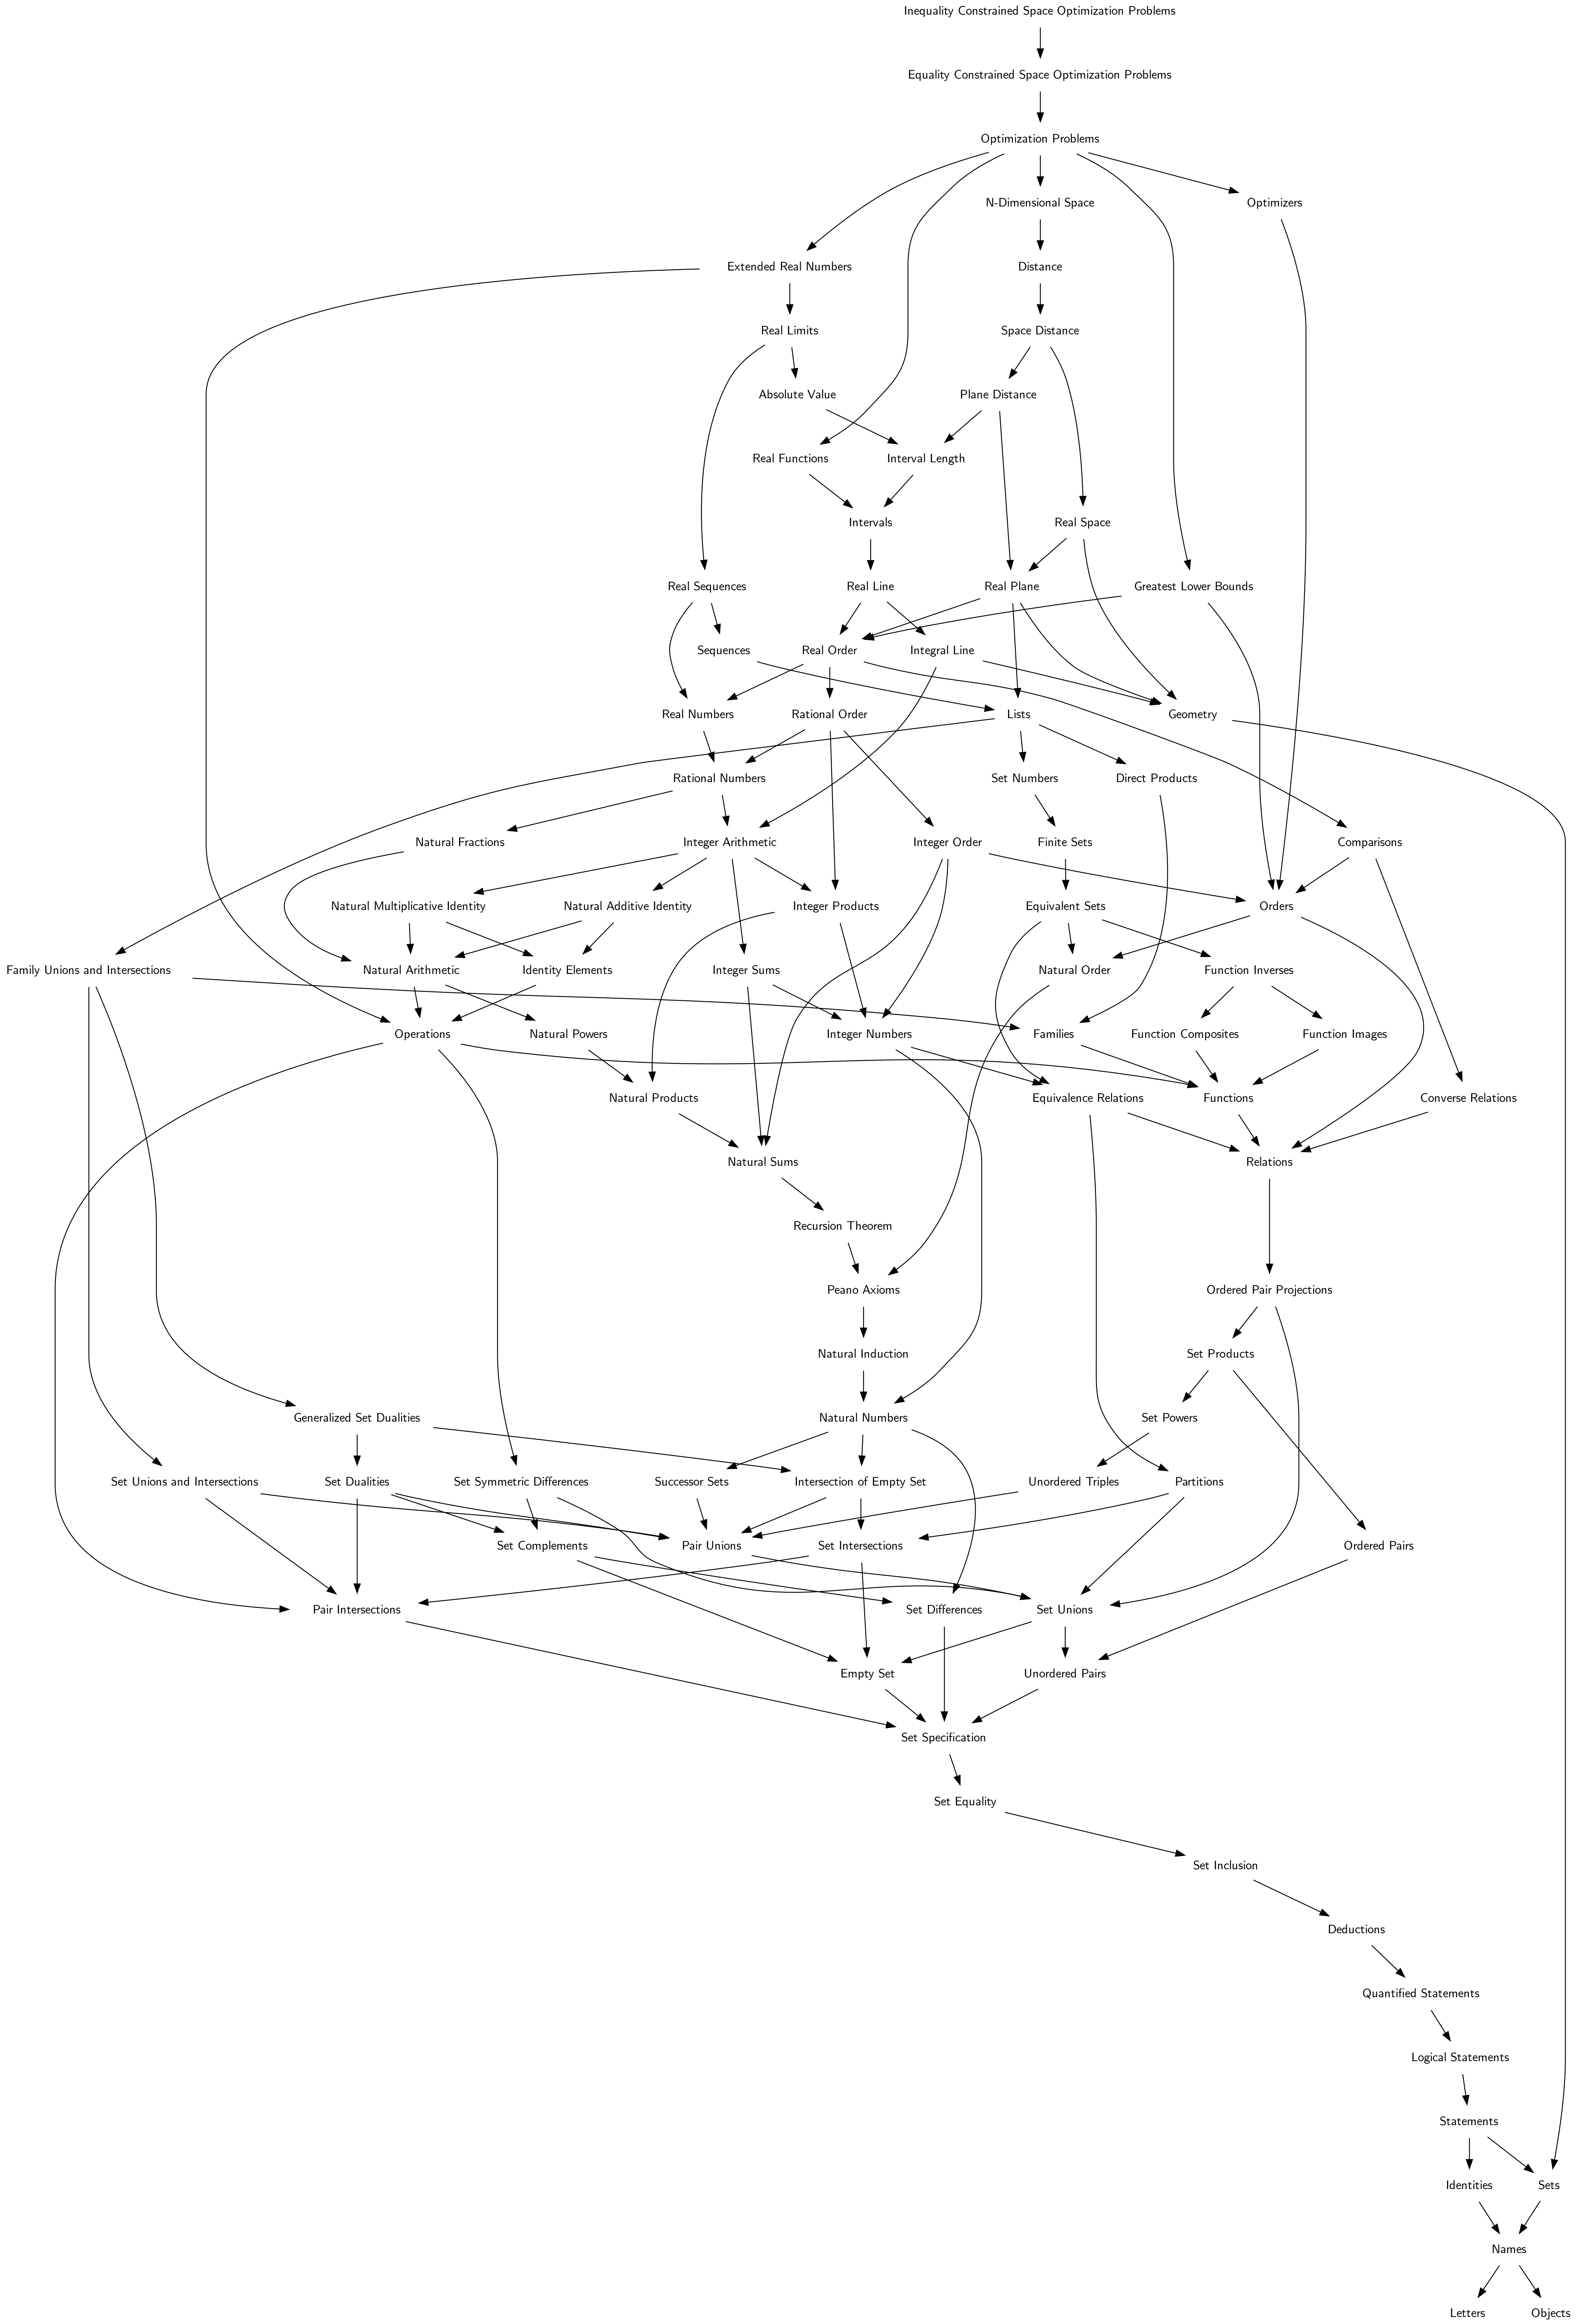 Inequality Constrained Space Optimization Problems
Equality Constrained Space Optimization Problems
Optimization Problems
N-Dimensional Space
Optimizers
Extended Real Numbers
Distance
Real Limits
Space Distance
Absolute Value
Plane Distance
Real Functions
Interval Length
Intervals
Real Space
Real Sequences
Real Line
Real Plane
Greatest Lower Bounds
Sequences
Real Order
Integral Line
Real Numbers
Rational Order
Lists
Geometry
Rational Numbers
Set Numbers
Direct Products
Natural Fractions
Integer Arithmetic
Integer Order
Finite Sets
Comparisons
Natural Multiplicative Identity
Natural Additive Identity
Integer Products
Equivalent Sets
Orders
Family Unions and Intersections
Natural Arithmetic
Identity Elements
Integer Sums
Natural Order
Function Inverses
Operations
Natural Powers
Integer Numbers
Families
Function Composites
Function Images
Natural Products
Equivalence Relations
Functions
Converse Relations
Natural Sums
Relations
Recursion Theorem
Peano Axioms
Ordered Pair Projections
Natural Induction
Set Products
Generalized Set Dualities
Natural Numbers
Set Powers
Set Unions and Intersections
Set Dualities
Set Symmetric Differences
Successor Sets
Intersection of Empty Set
Unordered Triples
Partitions
Set Complements
Pair Unions
Set Intersections
Ordered Pairs
Pair Intersections
Set Differences
Set Unions
Empty Set
Unordered Pairs
Set Specification
Set Equality
Set Inclusion
Deductions
Quantified Statements
Logical Statements
Statements
Identities
Sets
Names
Letters
Objects